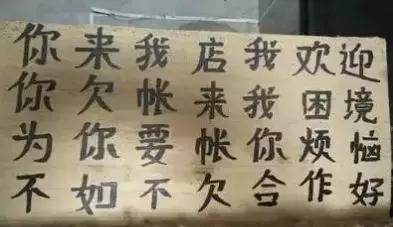 你来我店我欢迎
你欠帐来我困境
为你要帐你烦恼
不如不欠合作好